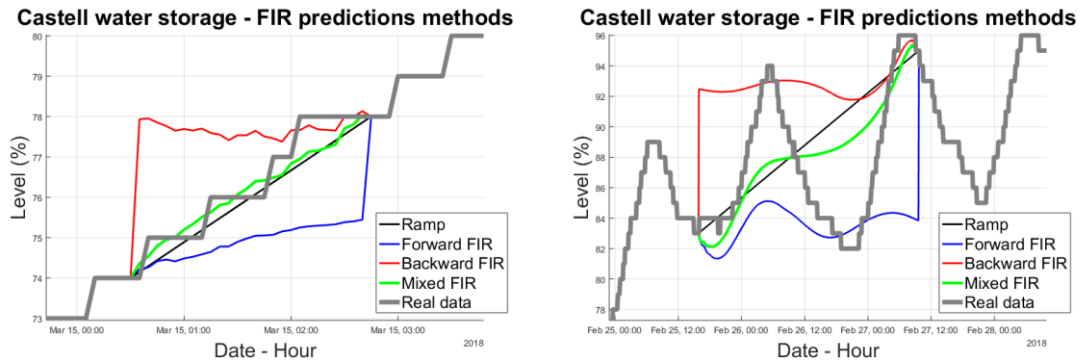 Castell water storage - FIR predictions methods
80
79
78
77
76
75
74
73
Level (%)
Ramp
Forward FIR
Backward FIR
Mixed FIR
Real data
Mar 15, 00:00
Mar 15, 01:00
Mar 15, 02:00
Mar 15, 03:00
Date - Hour
2018
Castell water storage - FIR predictions methods
96
94
92
90
88
86
84
82
80
78
Level (%)
Ramp
Forward FIR
Backward FIR
Mixed FIR
Real data
Feb 25, 00:00
Feb 25, 12:00
Feb 26, 00:00
Feb 26, 12:00
Feb 27, 00:00
Feb 27, 12:00
Feb 28, 00:00
Date - Hour
2018